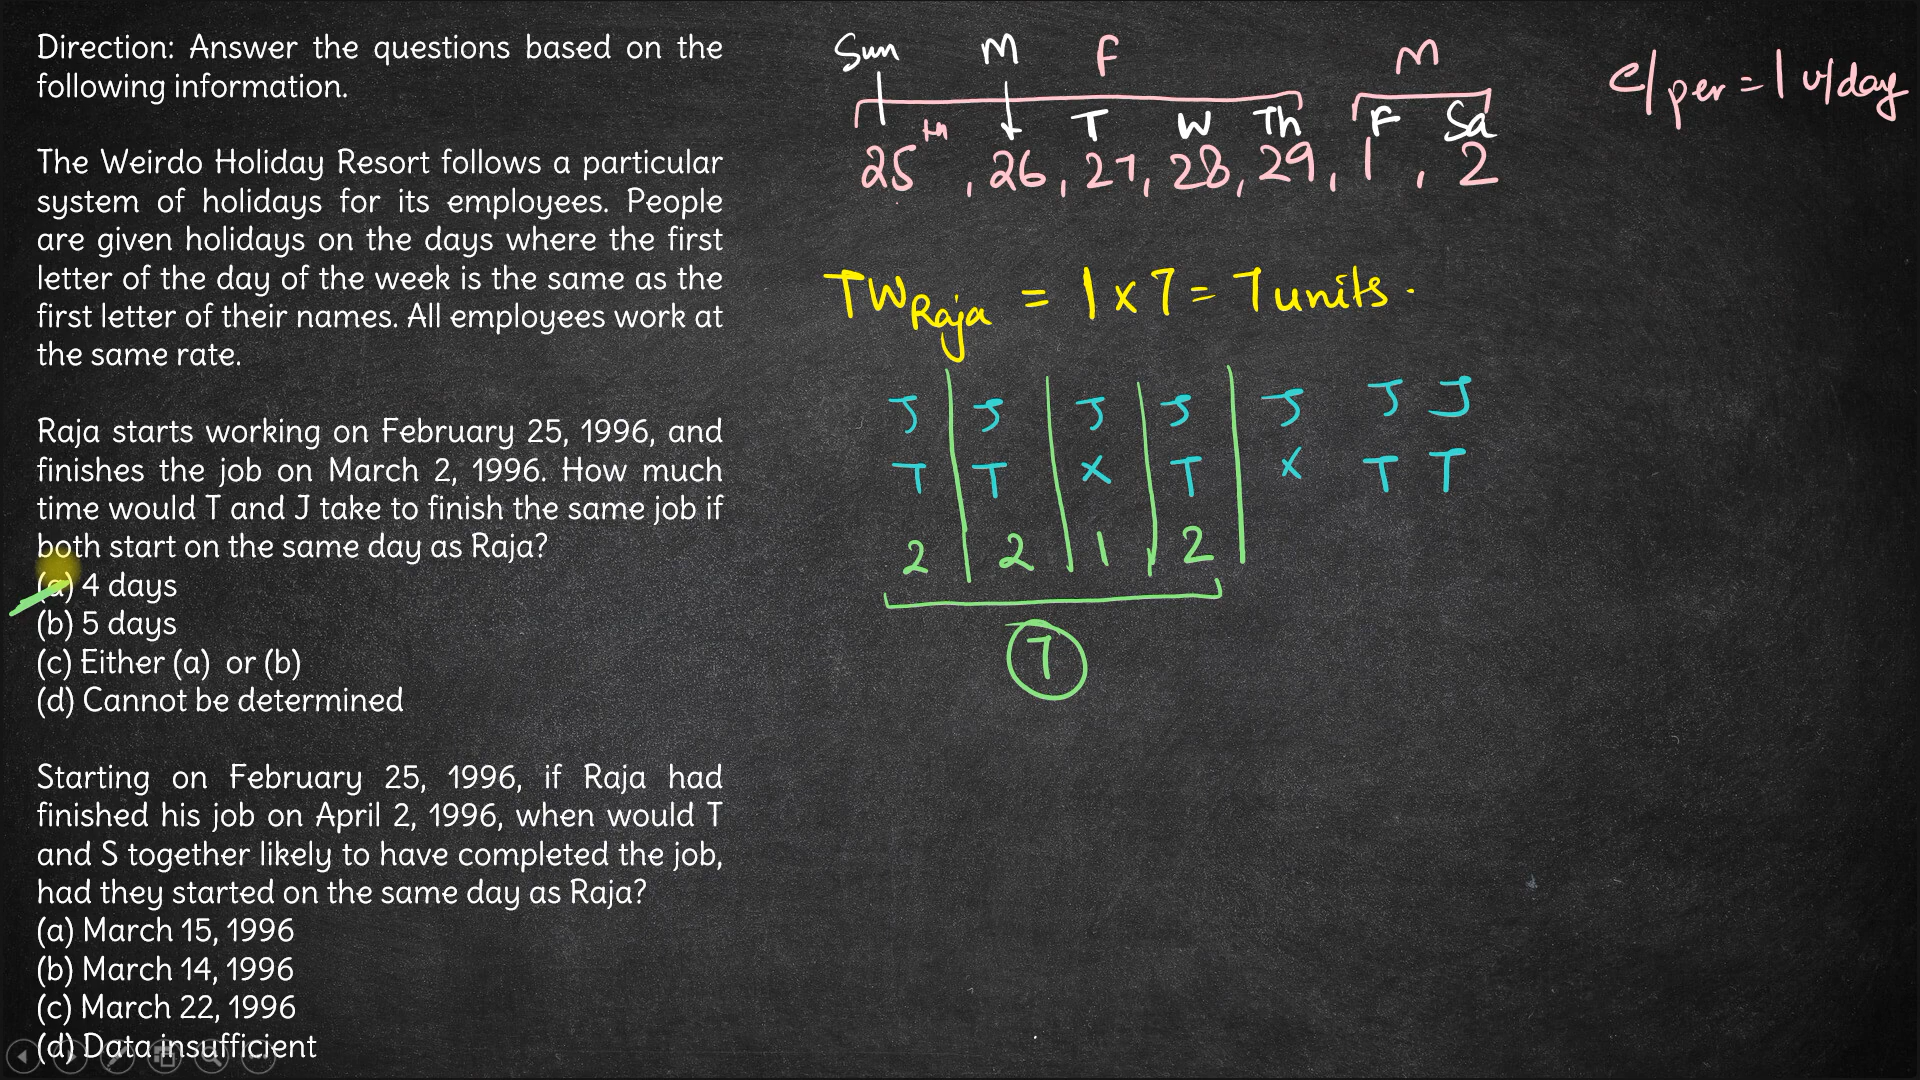 Direction: Answer the questions based on the
following information.
The Weirdo Holiday Resort follows a particular
system of holidays for its employees. People
are given holidays on the days where the first
letter of the day of the week is the same as the
first letter of their names. All employees work at
the same rate.
Raja starts working on February 25, 1996, and
finishes the job on March 2, 1996. How much
time would T and J take to finish the same job if
both start on the same day as Raja?
(a) 4 days
(b) 5 days
(c) Either (a) or (b)
(d) Cannot be determined
Starting on February 25, 1996, if Raja had
finished his job on April 2, 1996, when would T
and S together likely to have completed the job,
had they started on the same day as Raja?
(a) March 15, 1996
(b) March 14, 1996
(c) March 22, 1996
(d) Data insufficient
Sun M F M
T W Th F Sa
25th, 26, 27, 28, 29, 1, 2
e/per = 1 u/day
TW Raja = 1 x 7 = 7 units.
J J J J J J J
T T X T X T T
2 2 1 2
7